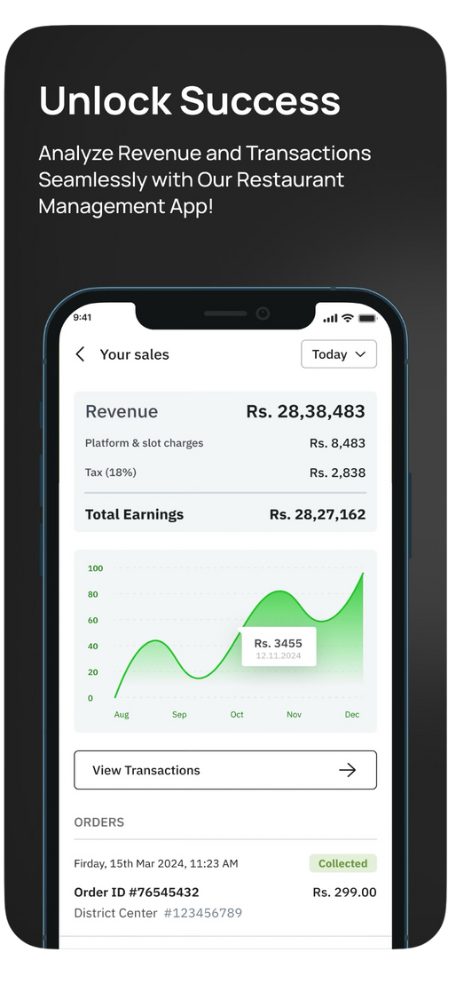 Unlock Success
Analyze Revenue and Transactions
Seamlessly with Our Restaurant
Management App!
9:41
Your sales
Today
Revenue Rs. 28,38,483
Platform & slot charges Rs. 8,483
Tax (18%) Rs. 2,838
Total Earnings Rs. 28,27,162
100
80
60
40
20
0
Rs. 3455
12.11.2024
Aug Sep Oct Nov Dec
View Transactions
ORDERS
Firday, 15th Mar 2024, 11:23 AM Collected
Order ID #76545432 Rs. 299.00
District Center #123456789